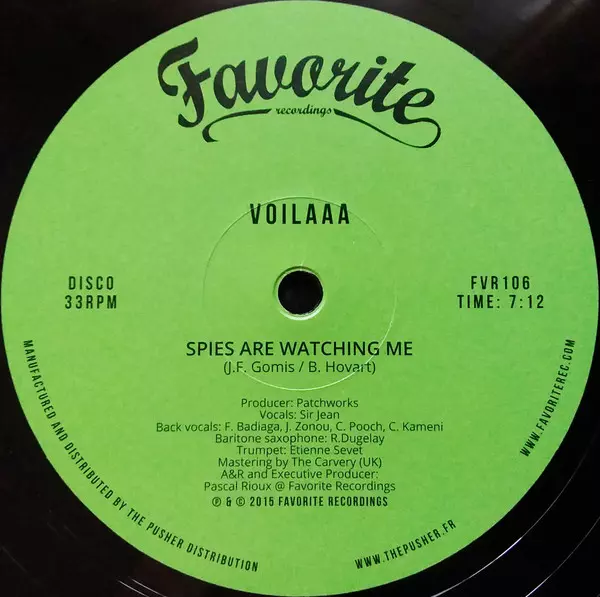 Favorite
recordings
VOILAAA
DISCO
33RPM
FVR106
TIME: 7:12
SPIES ARE WATCHING ME
(J.F. Gomis / B. Hovart)
Producer: Patchworks
Vocals: Sir Jean
Back vocals: F. Badiaga, J. Zonou, C. Pooch, C. Kameni
Baritone saxophone: R.Dugelay
Trumpet: Etienne Sevet
Mastering by The Carvery (UK)
A&R and Executive Producer:
Pascal Rioux @ Favorite Recordings
℗ & © 2015 FAVORITE RECORDINGS
MANUFACTURED AND DISTRIBUTED BY THE PUSHER DISTRIBUTION
WWW.THEPUSHER.FR
WWW.FAVORITEREC.COM